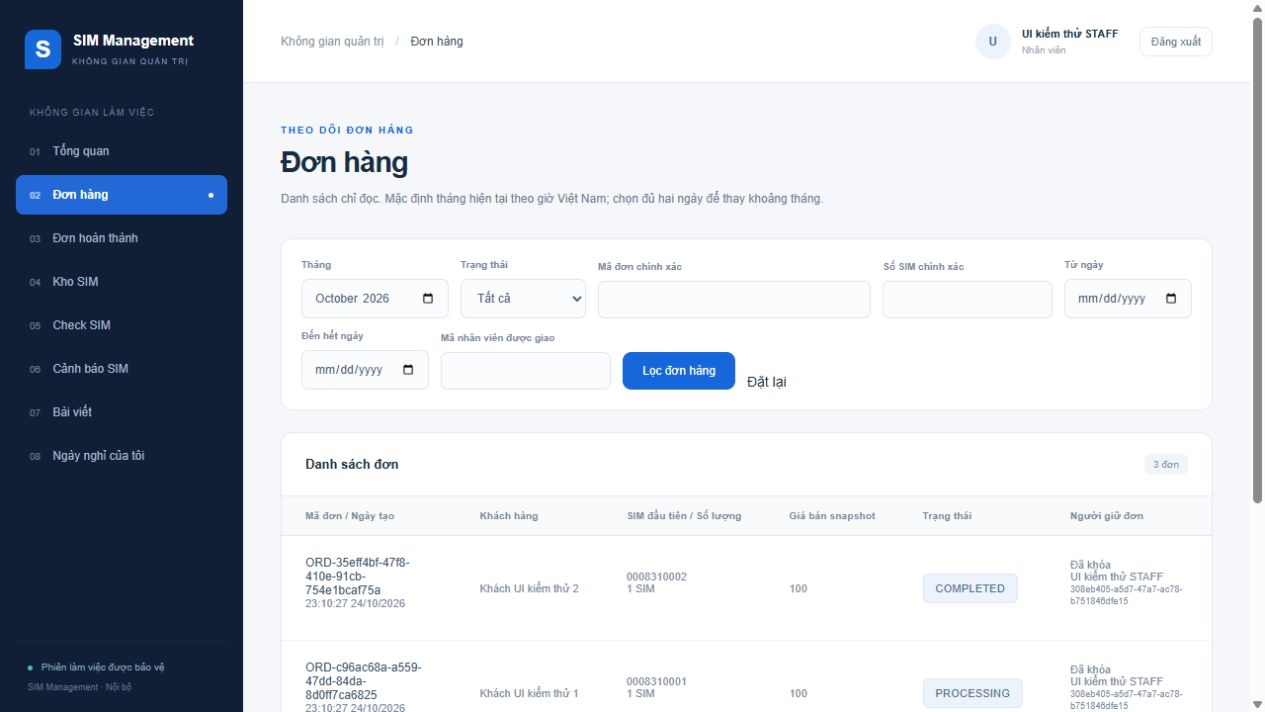 S
SIM Management
KHÔNG GIAN QUẢN TRỊ
KHÔNG GIAN LÀM VIỆC
01 Tổng quan
02 Đơn hàng
03 Đơn hoàn thành
04 Kho SIM
05 Check SIM
06 Cảnh báo SIM
07 Bài viết
08 Ngày nghỉ của tôi
Phiên làm việc được bảo vệ
SIM Management · Nội bộ
Không gian quản trị / Đơn hàng
U
UI kiểm thử STAFF
Nhân viên
Đăng xuất
THEO DÕI ĐƠN HÀNG
Đơn hàng
Danh sách chỉ đọc. Mặc định tháng hiện tại theo giờ Việt Nam; chọn đủ hai ngày để thay khoảng tháng.
Tháng
October 2026
Trạng thái
Tất cả
Mã đơn chính xác
Số SIM chính xác
Từ ngày
mm/dd/yyyy
Đến hết ngày
mm/dd/yyyy
Mã nhân viên được giao
Lọc đơn hàng
Đặt lại
Danh sách đơn
3 đơn
Mã đơn / Ngày tạo Khách hàng SIM đầu tiên / Số lượng Giá bán snapshot Trạng thái Người giữ đơn
ORD-35eff4bf-47f8-
410e-91cb-
754e1bcaf75a
23:10:27 24/10/2026
Khách UI kiểm thử 2
0008310002
1 SIM
100
COMPLETED
Đã khóa
UI kiểm thử STAFF
308eb405-a5d7-47a7-ac78-
b751846dfe15
ORD-c96ac68a-a559-
47dd-84da-
8d0ff7ca6825
23:10:27 24/10/2026
Khách UI kiểm thử 1
0008310001
1 SIM
100
PROCESSING
Đã khóa
UI kiểm thử STAFF
308eb405-a5d7-47a7-ac78-
b751846dfe15